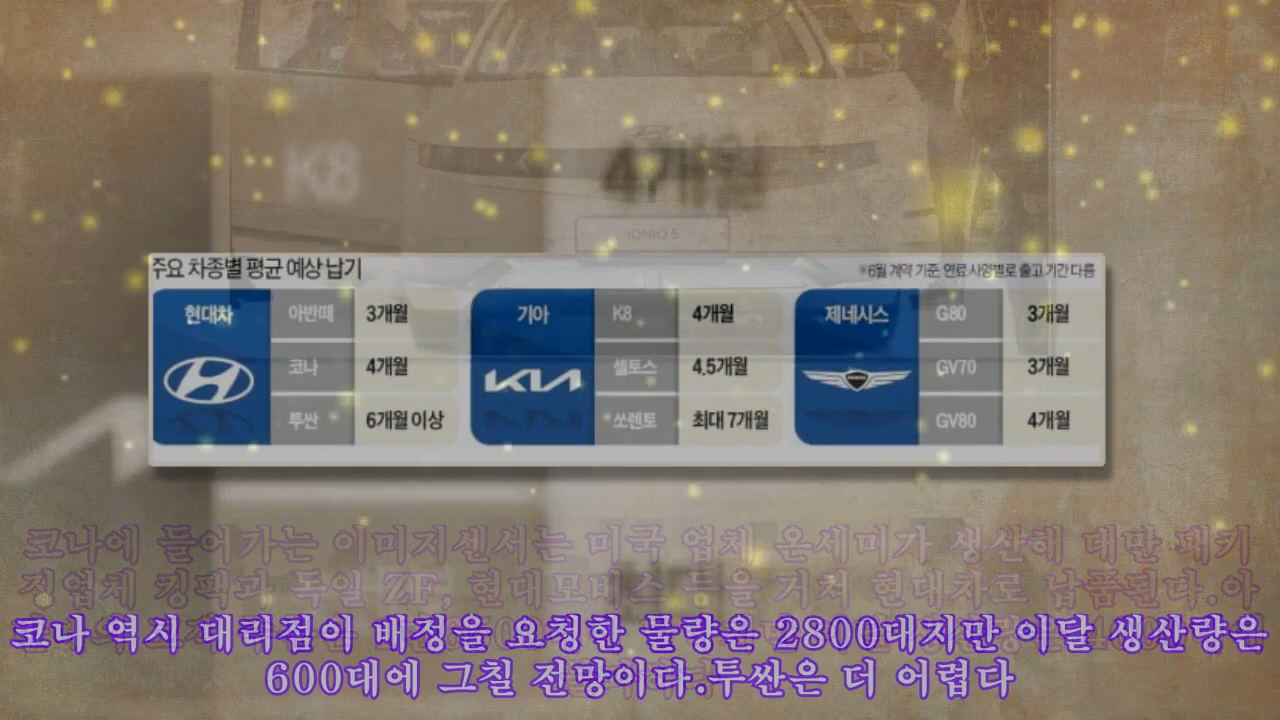 K8
4개월
IONIQ 5
주요 차종별 평균 예상 납기
※6월 계약 기준. 연료·사양별로 출고 기간 다름
현대차
아반떼 3개월
코나 4개월
투싼 6개월 이상
기아
KIA
K8 4개월
셀토스 4.5개월
쏘렌토 최대 7개월
제네시스
G80 3개월
GV70 3개월
GV80 4개월
코나에 들어가는 이미지센서는 미국 업체 온세미가 생산해 대만 패키
징업체 킹팩과 독일 ZF, 현대모비스 등을 거쳐 현대차로 납품된다.아
코나 역시 대리점이 배정을 요청한 물량은 2800대지만 이달 생산량은
600대에 그칠 전망이다.투싼은 더 어렵다